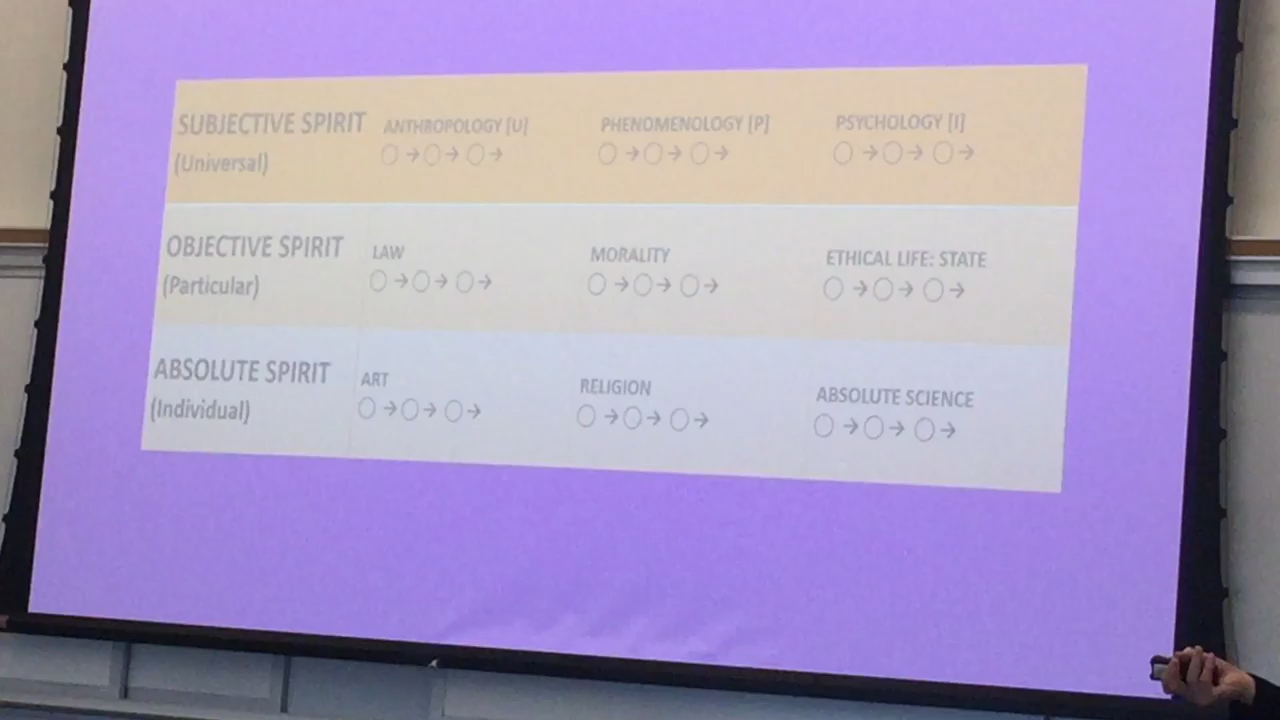 SUBJECTIVE SPIRIT
(Universal)
ANTHROPOLOGY [U]
PHENOMENOLOGY [P]
PSYCHOLOGY [I]
OBJECTIVE SPIRIT
(Particular)
LAW
MORALITY
ETHICAL LIFE: STATE
ABSOLUTE SPIRIT
(Individual)
ART
RELIGION
ABSOLUTE SCIENCE